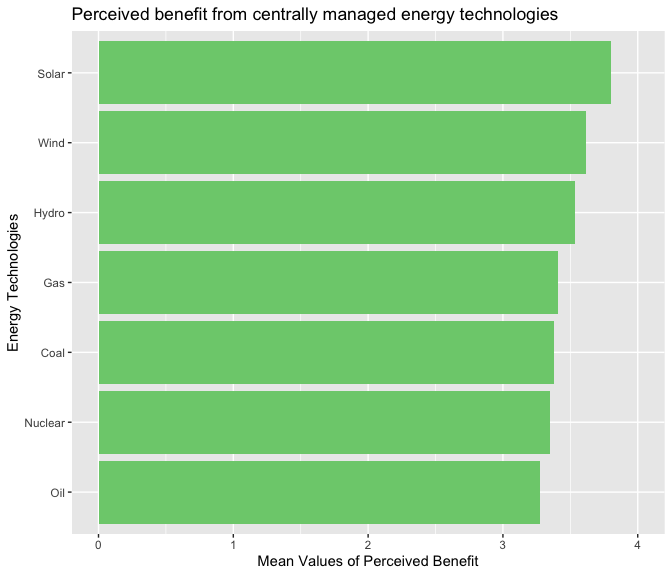 Perceived benefit from centrally managed energy technologies
Energy Technologies
Solar
Wind
Hydro
Gas
Coal
Nuclear
Oil
0 1 2 3 4
Mean Values of Perceived Benefit